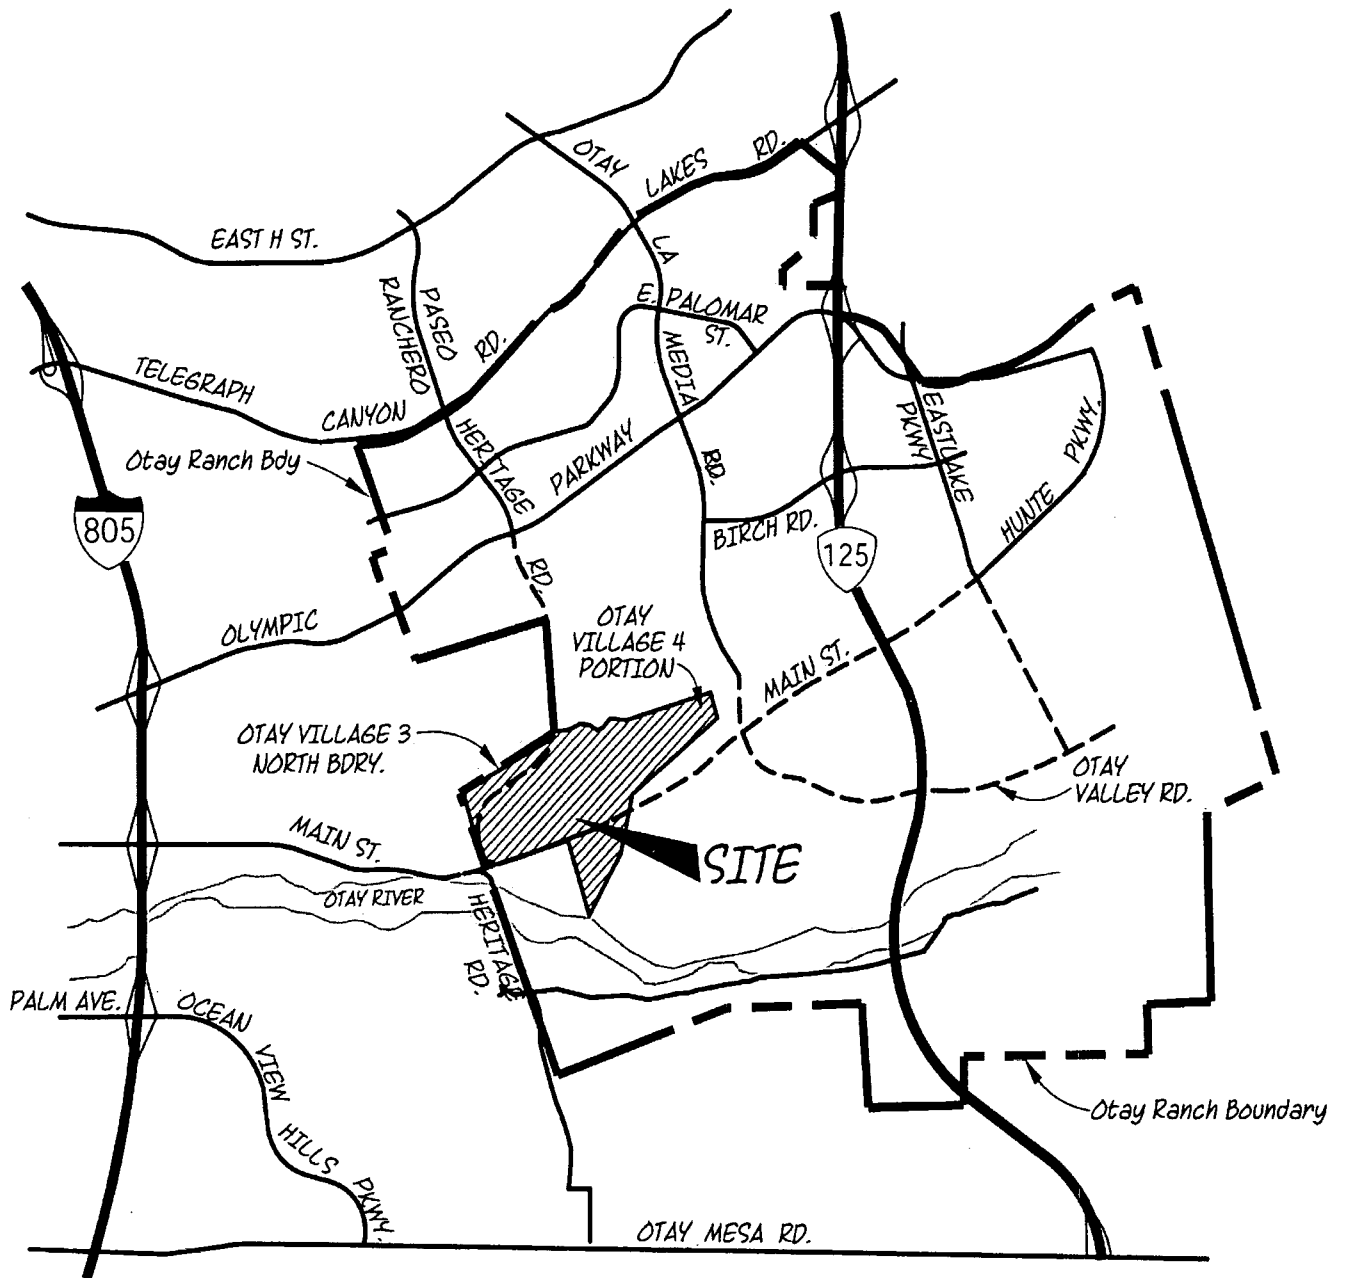 OTAY
LAKES
RD.
EAST H ST.
LA
MEDIA
RD.
PASEO
RANCHERO
E. PALOMAR
ST.
TELEGRAPH
CANYON
RD.
Otay Ranch Bdy
HERITAGE
RD.
PARKWAY
EASTLAKE
PKWY
HUNTE
PKWY.
805
BIRCH RD.
125
OLYMPIC
OTAY
VILLAGE 4
PORTION
MAIN ST.
OTAY VILLAGE 3
NORTH BDRY.
OTAY
VALLEY RD.
MAIN ST.
SITE
OTAY RIVER
HERITAGE
RD.
PALM AVE.
OCEAN
VIEW
HILLS
PKWY.
Otay Ranch Boundary
OTAY MESA RD.